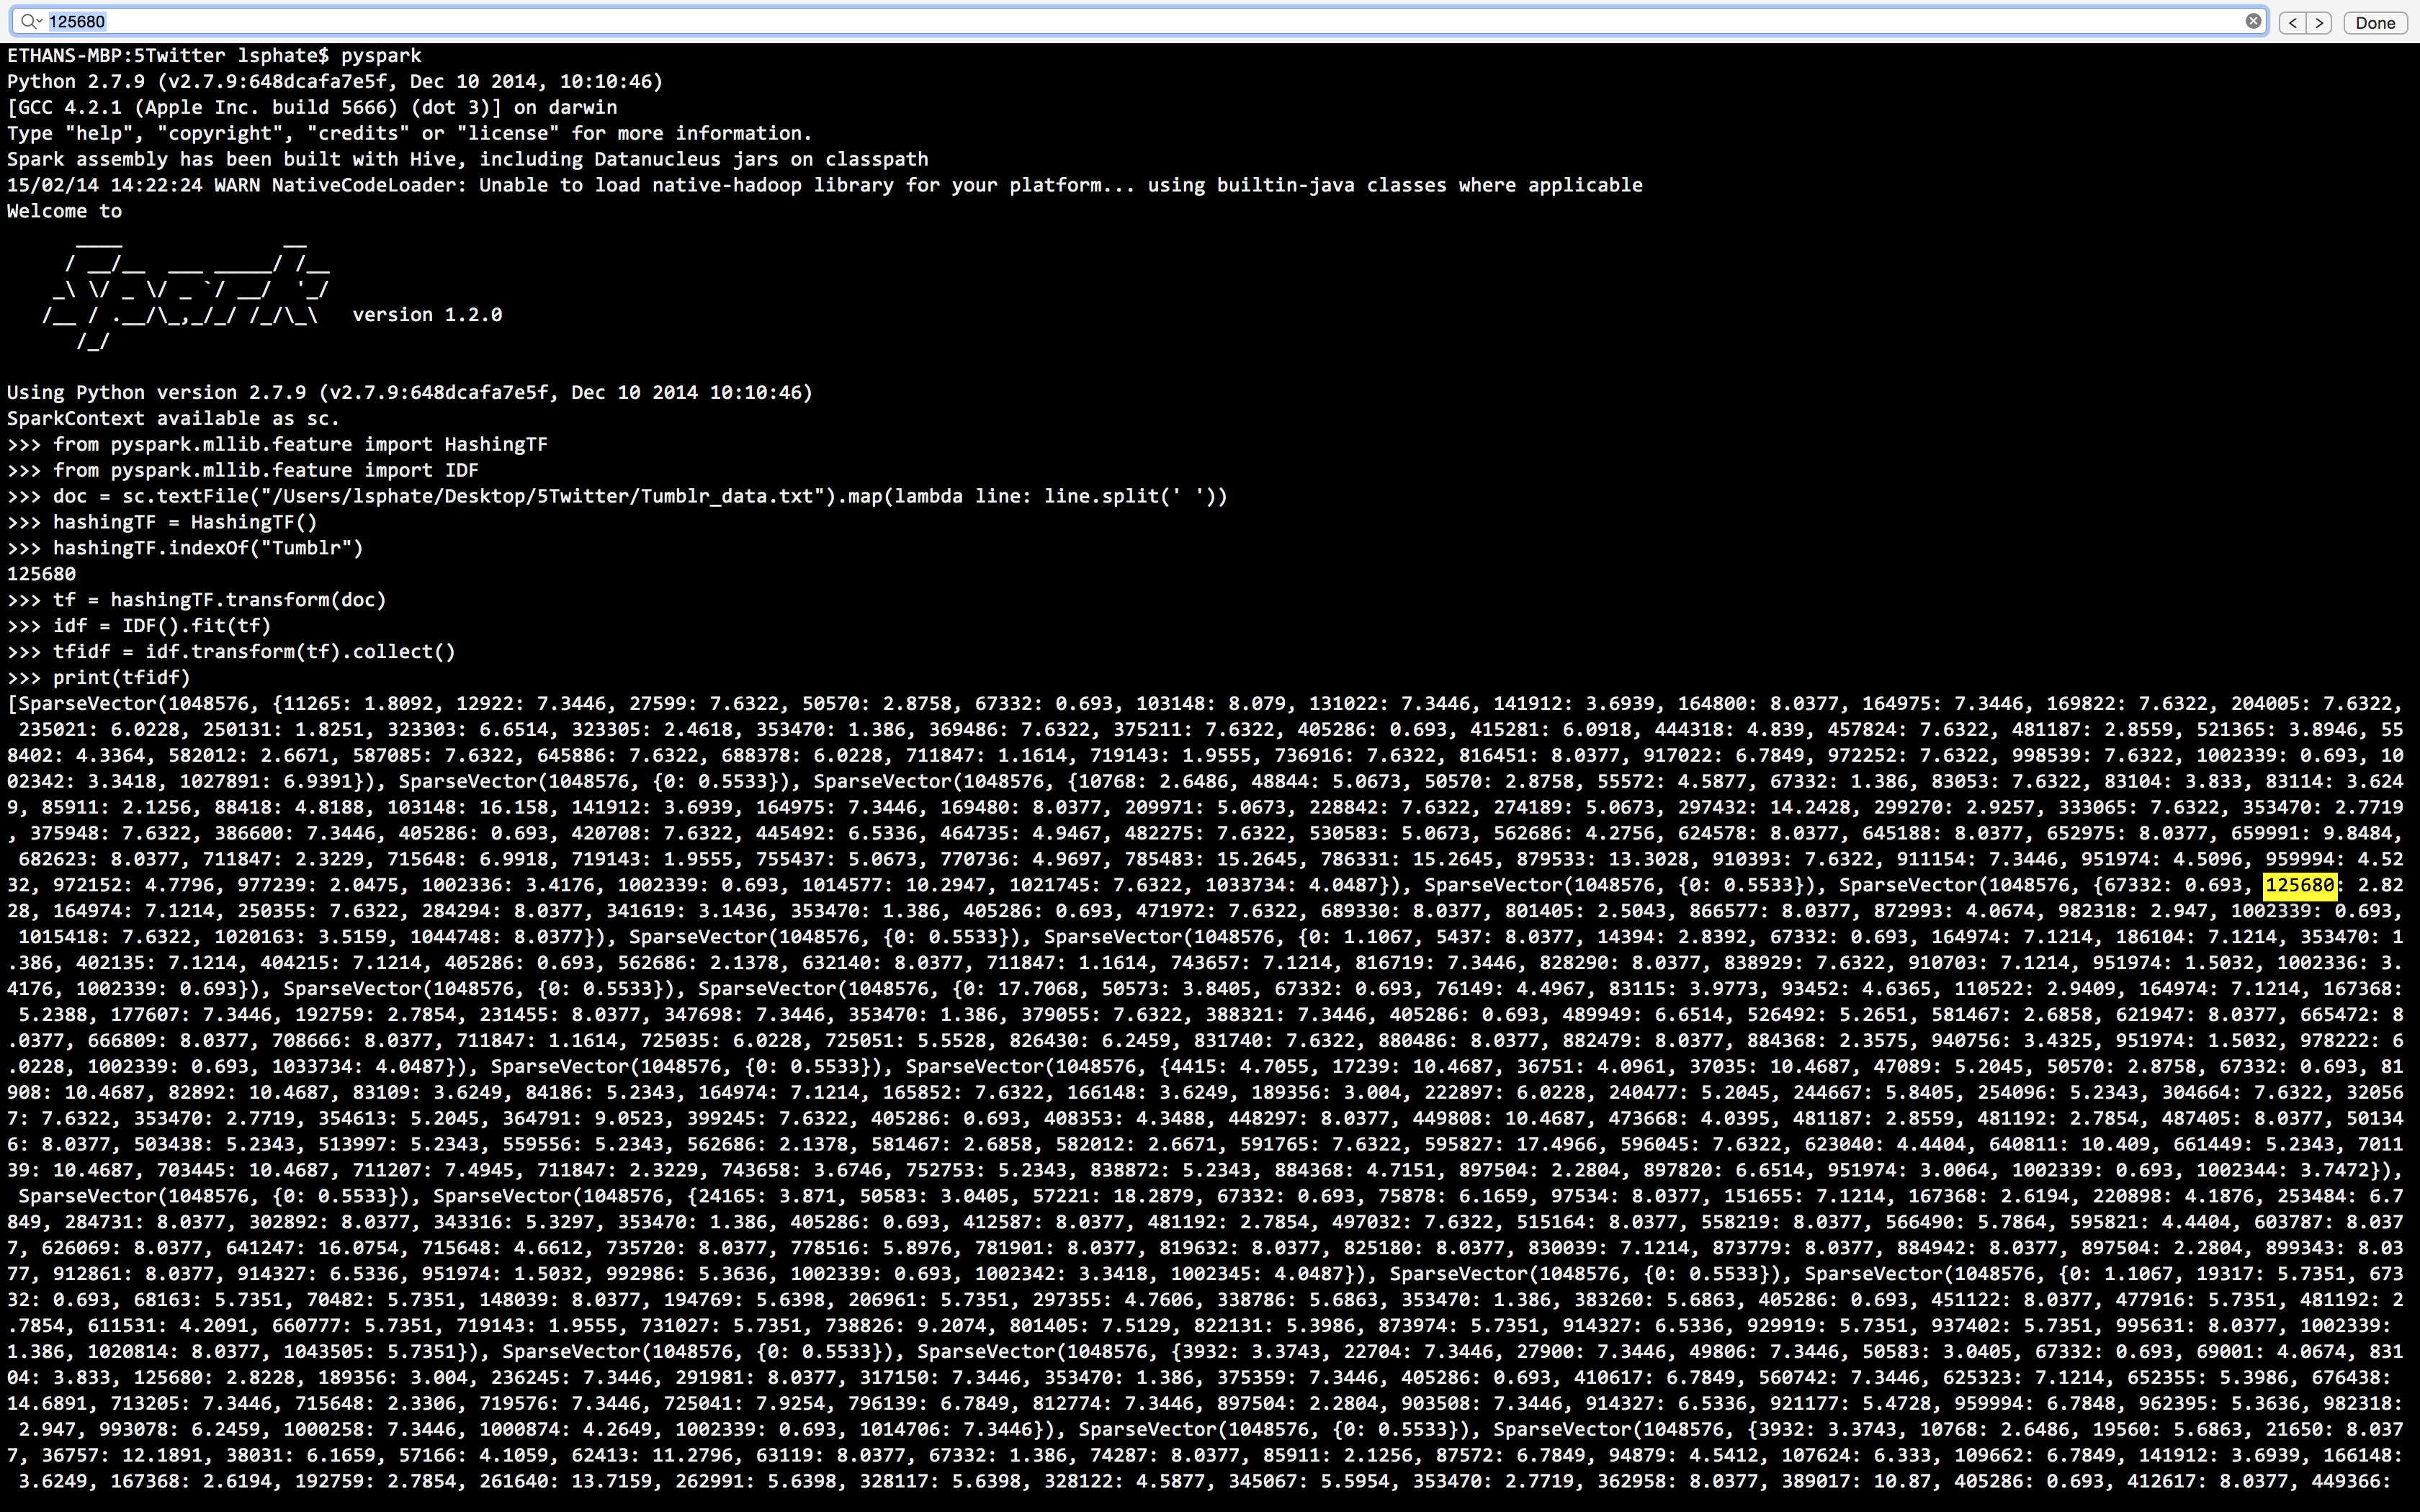 125680
< > Done
ETHANS-MBP:5Twitter lsphate$ pyspark
Python 2.7.9 (v2.7.9:648dcafa7e5f, Dec 10 2014, 10:10:46)
[GCC 4.2.1 (Apple Inc. build 5666) (dot 3)] on darwin
Type "help", "copyright", "credits" or "license" for more information.
Spark assembly has been built with Hive, including Datanucleus jars on classpath
15/02/14 14:22:24 WARN NativeCodeLoader: Unable to load native-hadoop library for your platform... using builtin-java classes where applicable
Welcome to
      ____              __
     / __/__  ___ _____/ /__
    _\ \/ _ \/ _ `/ __/  '_/
   /__ / .__/\_,_/_/ /_/\_\   version 1.2.0
      /_/
Using Python version 2.7.9 (v2.7.9:648dcafa7e5f, Dec 10 2014 10:10:46)
SparkContext available as sc.
>>> from pyspark.mllib.feature import HashingTF
>>> from pyspark.mllib.feature import IDF
>>> doc = sc.textFile("/Users/lsphate/Desktop/5Twitter/Tumblr_data.txt").map(lambda line: line.split(' '))
>>> hashingTF = HashingTF()
>>> hashingTF.indexOf("Tumblr")
125680
>>> tf = hashingTF.transform(doc)
>>> idf = IDF().fit(tf)
>>> tfidf = idf.transform(tf).collect()
>>> print(tfidf)
[SparseVector(1048576, {11265: 1.8092, 12922: 7.3446, 27599: 7.6322, 50570: 2.8758, 67332: 0.693, 103148: 8.079, 131022: 7.3446, 141912: 3.6939, 164800: 8.0377, 164975: 7.3446, 169822: 7.6322, 204005: 7.6322,
 235021: 6.0228, 250131: 1.8251, 323303: 6.6514, 323305: 2.4618, 353470: 1.386, 369486: 7.6322, 375211: 7.6322, 405286: 0.693, 415281: 6.0918, 444318: 4.839, 457824: 7.6322, 481187: 2.8559, 521365: 3.8946, 55
8402: 4.3364, 582012: 2.6671, 587085: 7.6322, 645886: 7.6322, 688378: 6.0228, 711847: 1.1614, 719143: 1.9555, 736916: 7.6322, 816451: 8.0377, 917022: 6.7849, 972252: 7.6322, 998539: 7.6322, 1002339: 0.693, 10
02342: 3.3418, 1027891: 6.9391}), SparseVector(1048576, {0: 0.5533}), SparseVector(1048576, {10768: 2.6486, 48844: 5.0673, 50570: 2.8758, 55572: 4.5877, 67332: 1.386, 83053: 7.6322, 83104: 3.833, 83114: 3.624
9, 85911: 2.1256, 88418: 4.8188, 103148: 16.158, 141912: 3.6939, 164975: 7.3446, 169480: 8.0377, 209971: 5.0673, 228842: 7.6322, 274189: 5.0673, 297432: 14.2428, 299270: 2.9257, 333065: 7.6322, 353470: 2.7719
, 375948: 7.6322, 386600: 7.3446, 405286: 0.693, 420708: 7.6322, 445492: 6.5336, 464735: 4.9467, 482275: 7.6322, 530583: 5.0673, 562686: 4.2756, 624578: 8.0377, 645188: 8.0377, 652975: 8.0377, 659991: 9.8484,
 682623: 8.0377, 711847: 2.3229, 715648: 6.9918, 719143: 1.9555, 755437: 5.0673, 770736: 4.9697, 785483: 15.2645, 786331: 15.2645, 879533: 13.3028, 910393: 7.6322, 911154: 7.3446, 951974: 4.5096, 959994: 4.52
32, 972152: 4.7796, 977239: 2.0475, 1002336: 3.4176, 1002339: 0.693, 1014577: 10.2947, 1021745: 7.6322, 1033734: 4.0487}), SparseVector(1048576, {0: 0.5533}), SparseVector(1048576, {67332: 0.693, 125680: 2.82
28, 164974: 7.1214, 250355: 7.6322, 284294: 8.0377, 341619: 3.1436, 353470: 1.386, 405286: 0.693, 471972: 7.6322, 689330: 8.0377, 801405: 2.5043, 866577: 8.0377, 872993: 4.0674, 982318: 2.947, 1002339: 0.693,
 1015418: 7.6322, 1020163: 3.5159, 1044748: 8.0377}), SparseVector(1048576, {0: 0.5533}), SparseVector(1048576, {0: 1.1067, 5437: 8.0377, 14394: 2.8392, 67332: 0.693, 164974: 7.1214, 186104: 7.1214, 353470: 1
.386, 402135: 7.1214, 404215: 7.1214, 405286: 0.693, 562686: 2.1378, 632140: 8.0377, 711847: 1.1614, 743657: 7.1214, 816719: 7.3446, 828290: 8.0377, 838929: 7.6322, 910703: 7.1214, 951974: 1.5032, 1002336: 3.
4176, 1002339: 0.693}), SparseVector(1048576, {0: 0.5533}), SparseVector(1048576, {0: 17.7068, 50573: 3.8405, 67332: 0.693, 76149: 4.4967, 83115: 3.9773, 93452: 4.6365, 110522: 2.9409, 164974: 7.1214, 167368:
 5.2388, 177607: 7.3446, 192759: 2.7854, 231455: 8.0377, 347698: 7.3446, 353470: 1.386, 379055: 7.6322, 388321: 7.3446, 405286: 0.693, 489949: 6.6514, 526492: 5.2651, 581467: 2.6858, 621947: 8.0377, 665472: 8
.0377, 666809: 8.0377, 708666: 8.0377, 711847: 1.1614, 725035: 6.0228, 725051: 5.5528, 826430: 6.2459, 831740: 7.6322, 880486: 8.0377, 882479: 8.0377, 884368: 2.3575, 940756: 3.4325, 951974: 1.5032, 978222: 6
.0228, 1002339: 0.693, 1033734: 4.0487}), SparseVector(1048576, {0: 0.5533}), SparseVector(1048576, {4415: 4.7055, 17239: 10.4687, 36751: 4.0961, 37035: 10.4687, 47089: 5.2045, 50570: 2.8758, 67332: 0.693, 81
908: 10.4687, 82892: 10.4687, 83109: 3.6249, 84186: 5.2343, 164974: 7.1214, 165852: 7.6322, 166148: 3.6249, 189356: 3.004, 222897: 6.0228, 240477: 5.2045, 244667: 5.8405, 254096: 5.2343, 304664: 7.6322, 32056
7: 7.6322, 353470: 2.7719, 354613: 5.2045, 364791: 9.0523, 399245: 7.6322, 405286: 0.693, 408353: 4.3488, 448297: 8.0377, 449808: 10.4687, 473668: 4.0395, 481187: 2.8559, 481192: 2.7854, 487405: 8.0377, 50134
6: 8.0377, 503438: 5.2343, 513997: 5.2343, 559556: 5.2343, 562686: 2.1378, 581467: 2.6858, 582012: 2.6671, 591765: 7.6322, 595827: 17.4966, 596045: 7.6322, 623040: 4.4404, 640811: 10.409, 661449: 5.2343, 7011
39: 10.4687, 703445: 10.4687, 711207: 7.4945, 711847: 2.3229, 743658: 3.6746, 752753: 5.2343, 838872: 5.2343, 884368: 4.7151, 897504: 2.2804, 897820: 6.6514, 951974: 3.0064, 1002339: 0.693, 1002344: 3.7472}),
 SparseVector(1048576, {0: 0.5533}), SparseVector(1048576, {24165: 3.871, 50583: 3.0405, 57221: 18.2879, 67332: 0.693, 75878: 6.1659, 97534: 8.0377, 151655: 7.1214, 167368: 2.6194, 220898: 4.1876, 253484: 6.7
849, 284731: 8.0377, 302892: 8.0377, 343316: 5.3297, 353470: 1.386, 405286: 0.693, 412587: 8.0377, 481192: 2.7854, 497032: 7.6322, 515164: 8.0377, 558219: 8.0377, 566490: 5.7864, 595821: 4.4404, 603787: 8.037
7, 626069: 8.0377, 641247: 16.0754, 715648: 4.6612, 735720: 8.0377, 778516: 5.8976, 781901: 8.0377, 819632: 8.0377, 825180: 8.0377, 830039: 7.1214, 873779: 8.0377, 884942: 8.0377, 897504: 2.2804, 899343: 8.03
77, 912861: 8.0377, 914327: 6.5336, 951974: 1.5032, 992986: 5.3636, 1002339: 0.693, 1002342: 3.3418, 1002345: 4.0487}), SparseVector(1048576, {0: 0.5533}), SparseVector(1048576, {0: 1.1067, 19317: 5.7351, 673
32: 0.693, 68163: 5.7351, 70482: 5.7351, 148039: 8.0377, 194769: 5.6398, 206961: 5.7351, 297355: 4.7606, 338786: 5.6863, 353470: 1.386, 383260: 5.6863, 405286: 0.693, 451122: 8.0377, 477916: 5.7351, 481192: 2
.7854, 611531: 4.2091, 660777: 5.7351, 719143: 1.9555, 731027: 5.7351, 738826: 9.2074, 801405: 7.5129, 822131: 5.3986, 873974: 5.7351, 914327: 6.5336, 929919: 5.7351, 937402: 5.7351, 995631: 8.0377, 1002339:
1.386, 1020814: 8.0377, 1043505: 5.7351}), SparseVector(1048576, {0: 0.5533}), SparseVector(1048576, {3932: 3.3743, 22704: 7.3446, 27900: 7.3446, 49806: 7.3446, 50583: 3.0405, 67332: 0.693, 69001: 4.0674, 831
04: 3.833, 125680: 2.8228, 189356: 3.004, 236245: 7.3446, 291981: 8.0377, 317150: 7.3446, 353470: 1.386, 375359: 7.3446, 405286: 0.693, 410617: 6.7849, 560742: 7.3446, 625323: 7.1214, 652355: 5.3986, 676438:
14.6891, 713205: 7.3446, 715648: 2.3306, 719576: 7.3446, 725041: 7.9254, 796139: 6.7849, 812774: 7.3446, 897504: 2.2804, 903508: 7.3446, 914327: 6.5336, 921177: 5.4728, 959994: 6.7848, 962395: 5.3636, 982318:
 2.947, 993078: 6.2459, 1000258: 7.3446, 1000874: 4.2649, 1002339: 0.693, 1014706: 7.3446}), SparseVector(1048576, {0: 0.5533}), SparseVector(1048576, {3932: 3.3743, 10768: 2.6486, 19560: 5.6863, 21650: 8.037
7, 36757: 12.1891, 38031: 6.1659, 57166: 4.1059, 62413: 11.2796, 63119: 8.0377, 67332: 1.386, 74287: 8.0377, 85911: 2.1256, 87572: 6.7849, 94879: 4.5412, 107624: 6.333, 109662: 6.7849, 141912: 3.6939, 166148:
 3.6249, 167368: 2.6194, 192759: 2.7854, 261640: 13.7159, 262991: 5.6398, 328117: 5.6398, 328122: 4.5877, 345067: 5.5954, 353470: 2.7719, 362958: 8.0377, 389017: 10.87, 405286: 0.693, 412617: 8.0377, 449366: